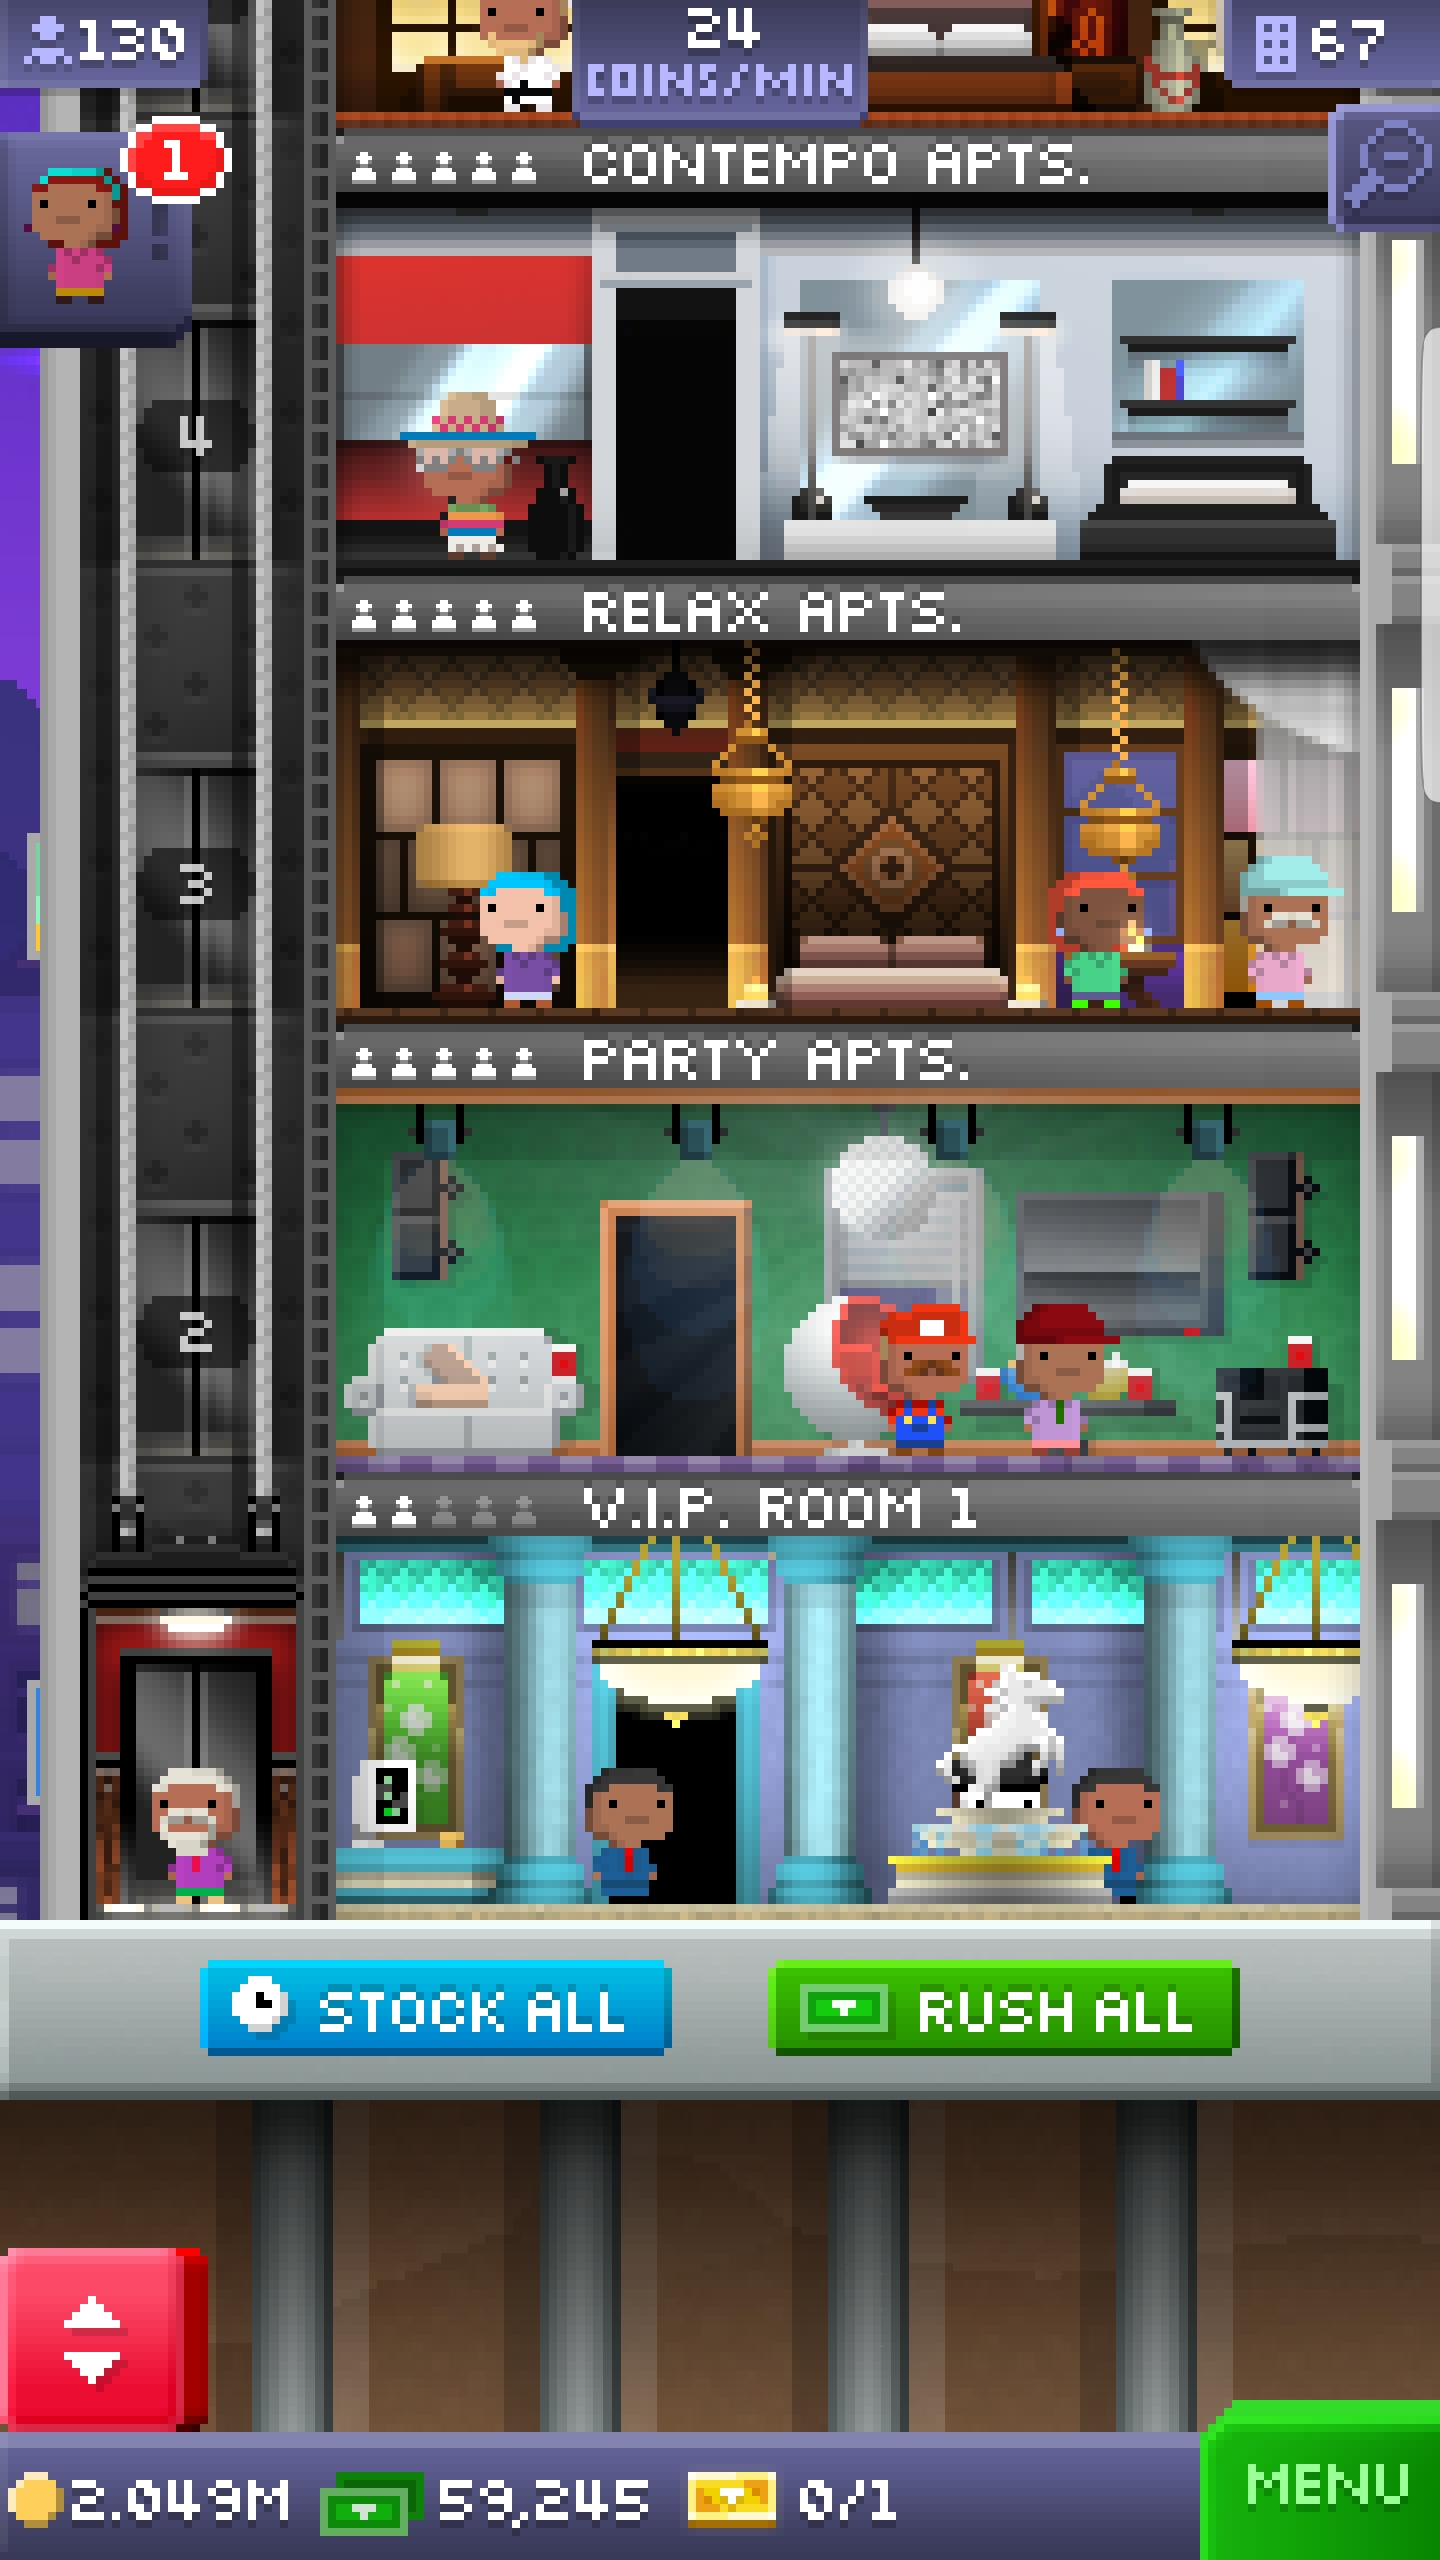 130
24
COINS/MIN
67
1
CONTEMPO APTS.
4
RELAX APTS.
3
PARTY APTS.
2
V.I.P. ROOM 1
STOCK ALL
RUSH ALL
2.049M
59,245
0/1
MENU